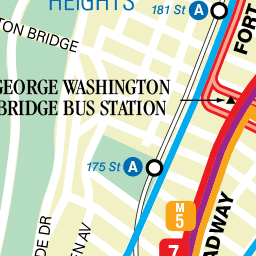 HEIGHTS
181 St A
TON BRIDGE
FORT
GEORGE WASHINGTON
BRIDGE BUS STATION
175 St A
M
5
7
ADWAY
DE DR
EN AV